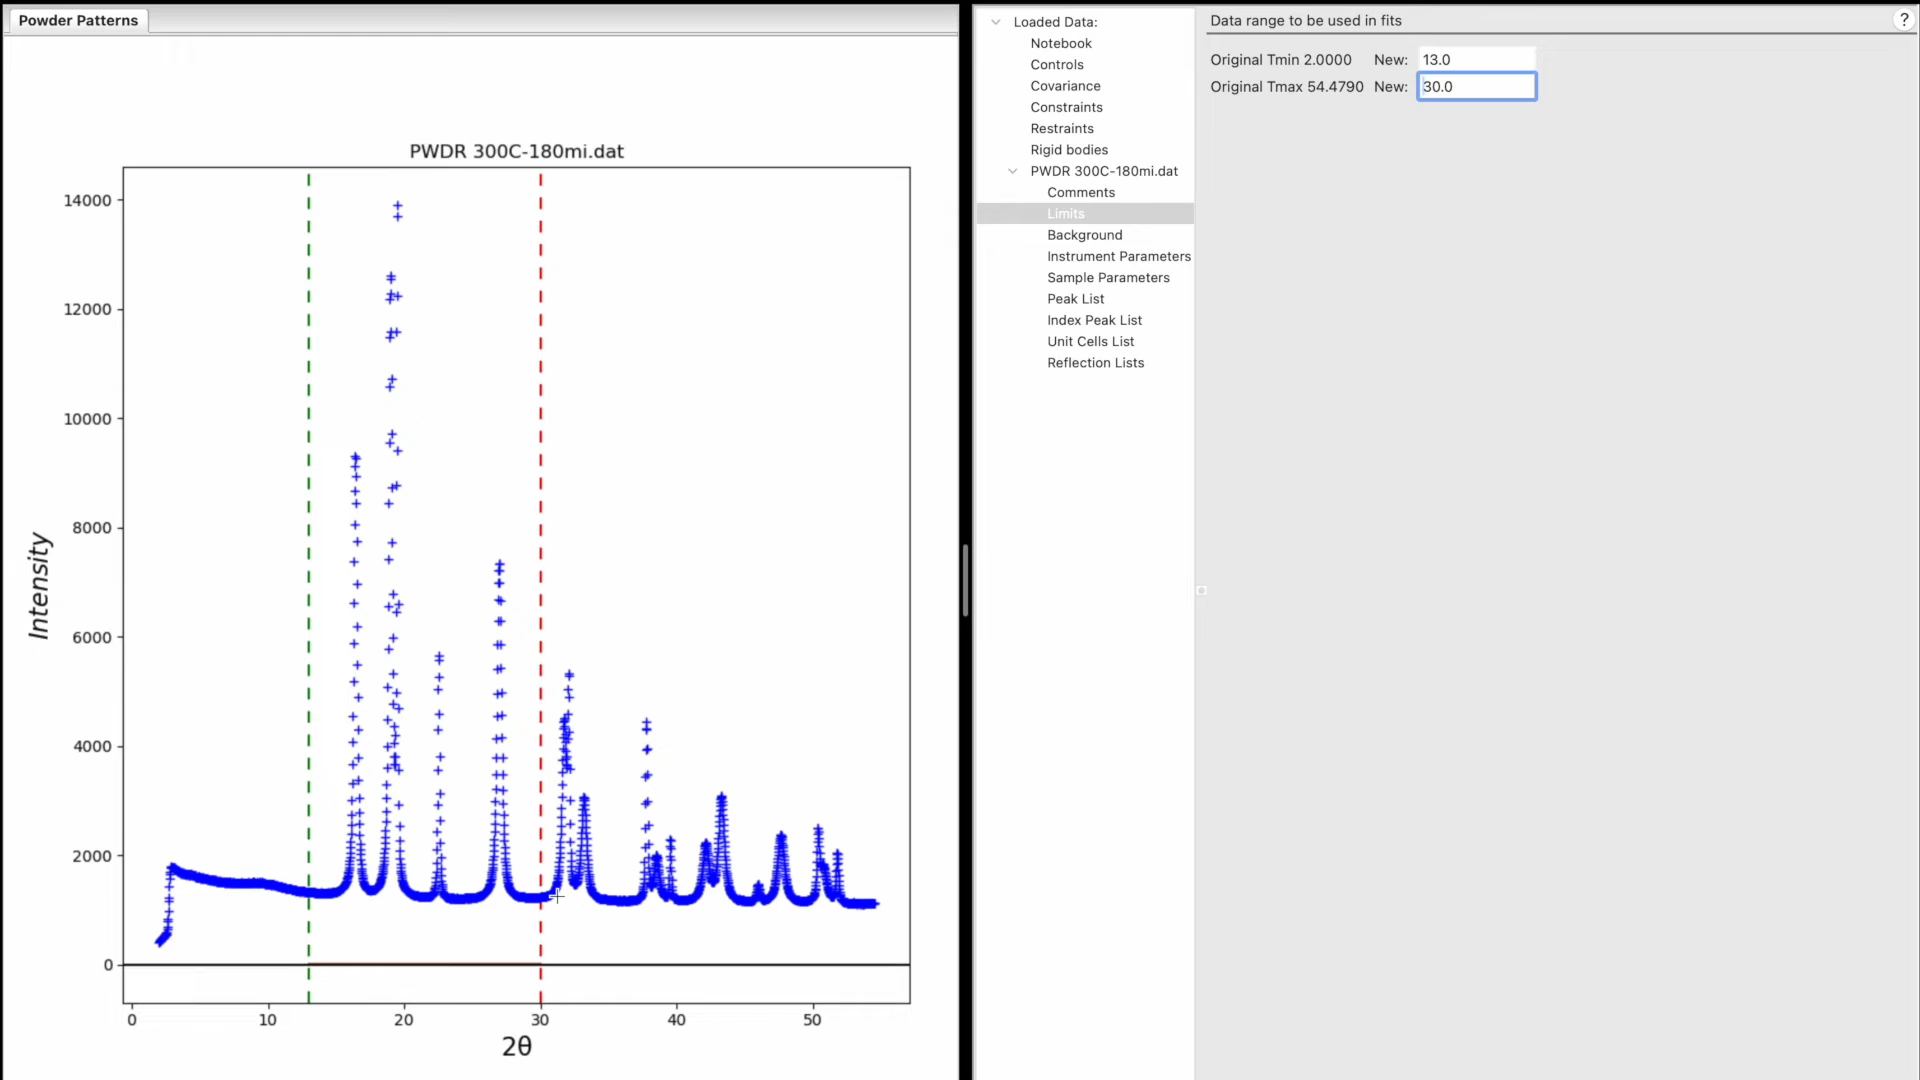 Powder Patterns
PWDR 300C-180mi.dat
Intensity
14000
12000
10000
8000
6000
4000
2000
0
0 10 20 30 40 50
2θ
Loaded Data:
Notebook
Controls
Covariance
Constraints
Restraints
Rigid bodies
PWDR 300C-180mi.dat
Comments
Limits
Background
Instrument Parameters
Sample Parameters
Peak List
Index Peak List
Unit Cells List
Reflection Lists
Data range to be used in fits
?
Original Tmin 2.0000 New: 13.0
Original Tmax 54.4790 New: 30.0